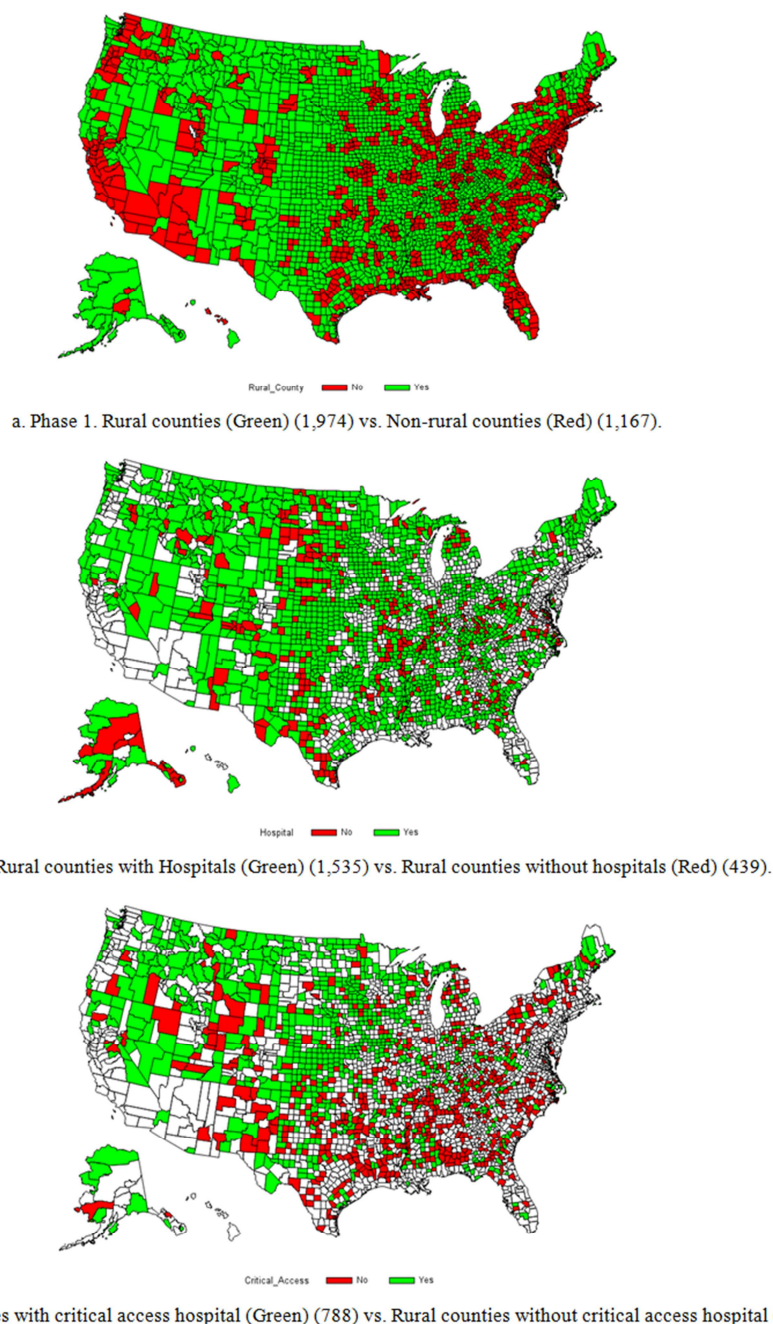 Rural_County No Yes
a. Phase 1. Rural counties (Green) (1,974) vs. Non-rural counties (Red) (1,167).
Hospital No Yes
Rural counties with Hospitals (Green) (1,535) vs. Rural counties without hospitals (Red) (439).
Critical_Access No Yes
with critical access hospital (Green) (788) vs. Rural counties without critical access hospital